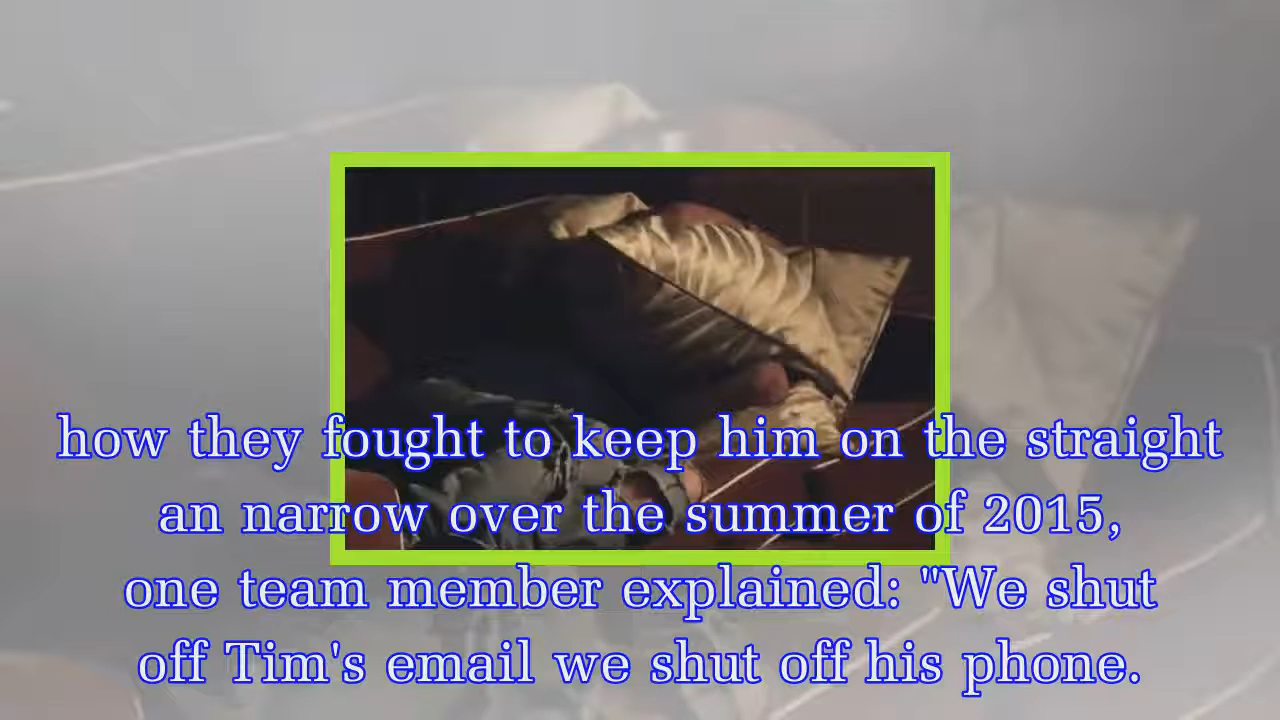 how they fought to keep him on the straight
an narrow over the summer of 2015,
one team member explained: "We shut
off Tim's email we shut off his phone.